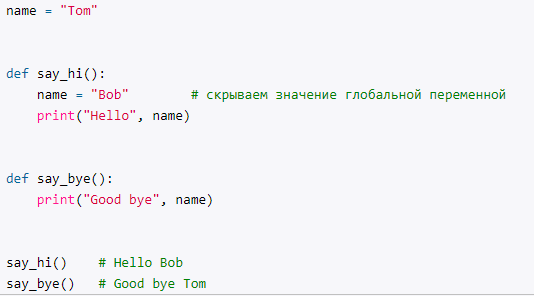 name = "Tom"
def say_hi():
    name = "Bob"        # скрываем значение глобальной переменной
    print("Hello", name)
def say_bye():
    print("Good bye", name)
say_hi()    # Hello Bob
say_bye()   # Good bye Tom